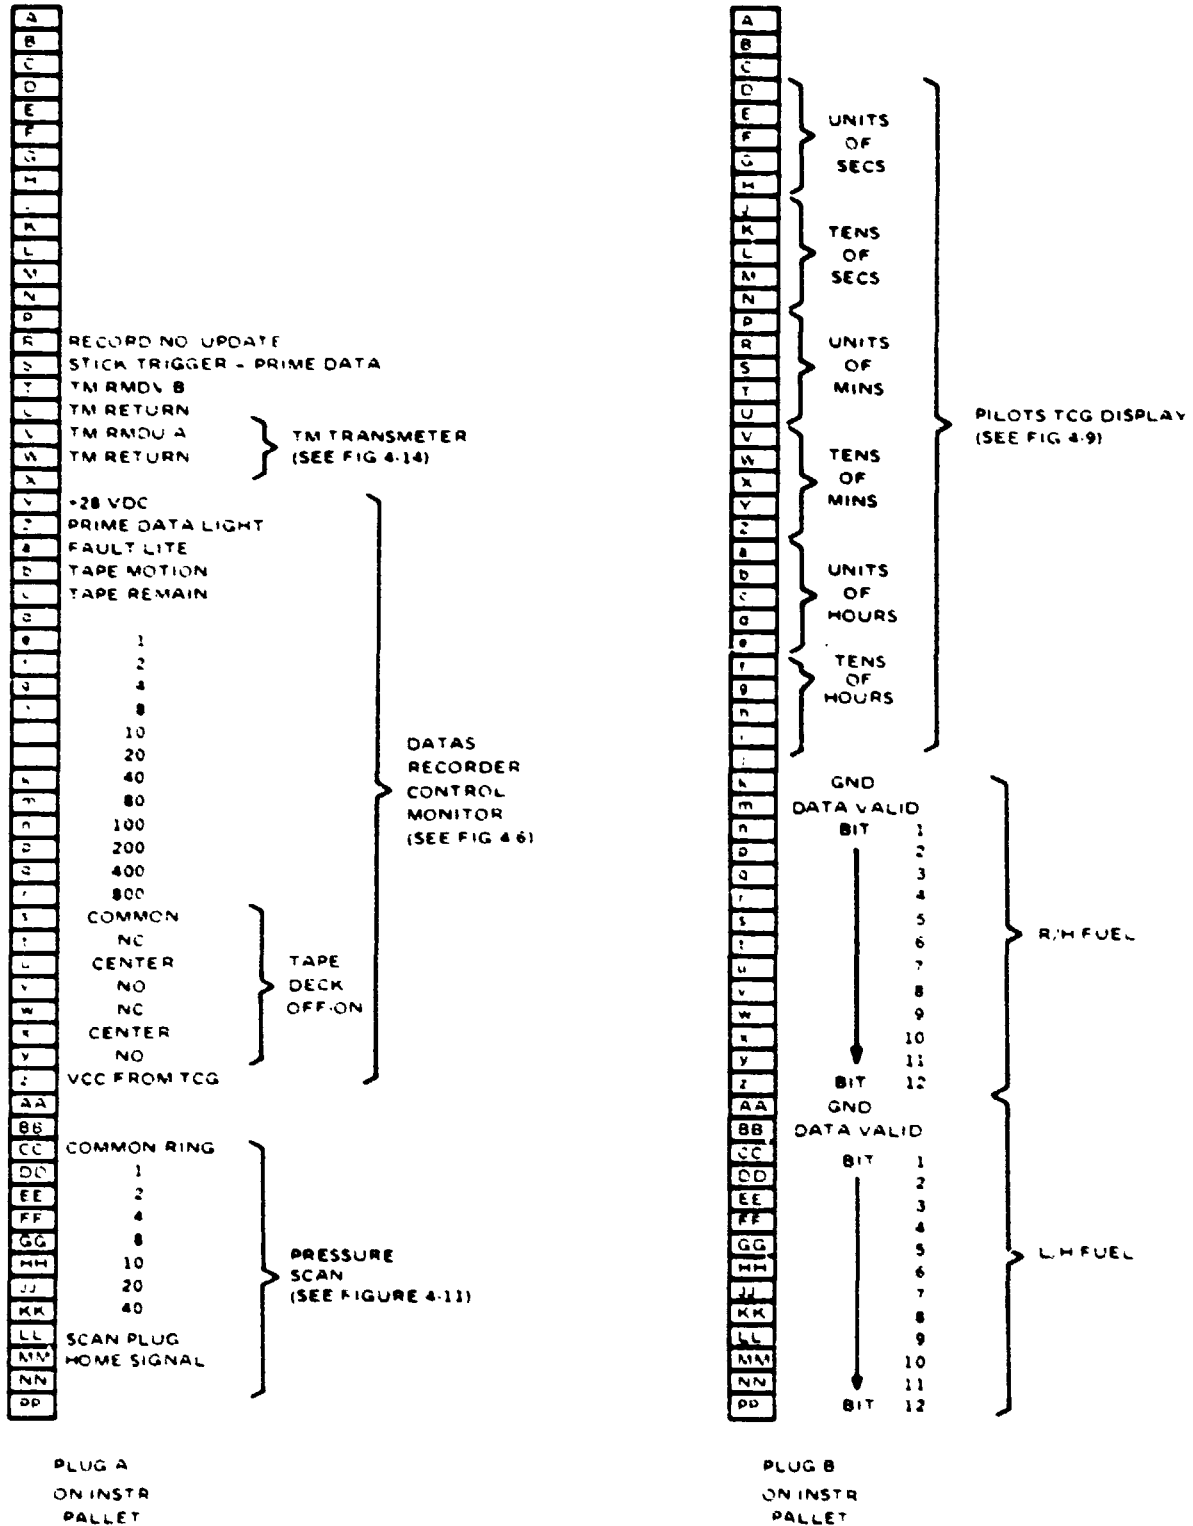 A
B
C
D
E
F
G
H
K
L
M
N
P
R RECORD NO. UPDATE
S STICK TRIGGER - PRIME DATA
T TM RMDV B
TM RETURN
V TM RMDU A
W TM RETURN
TM TRANSMETER
(SEE FIG 4-14)
X
+28 VDC
Z PRIME DATA LIGHT
a FAULT LITE
b TAPE MOTION
c TAPE REMAIN
d
e 1
2
4
8
10
20
k 40
m 80
n 100
p 200
q 400
r 800
DATAS
RECORDER
CONTROL
MONITOR
(SEE FIG 4-6)
s COMMON
t NC
u CENTER
v NO
w NC
x CENTER
y NO
TAPE
DECK
OFF-ON
z VCC FROM TCG
AA
BB
CC COMMON RING
DD 1
EE 2
FF 4
GG 8
HH 10
JJ 20
KK 40
LL SCAN PLUG
MM HOME SIGNAL
NN
PP
PRESSURE
SCAN
(SEE FIGURE 4-11)
PLUG A
ON INSTR
PALLET
A
B
C
D
E
F
G
H
UNITS
OF
SECS
J
K
L
M
N
TENS
OF
SECS
P
R
S
T
U
UNITS
OF
MINS
V
W
X
Y
Z
TENS
OF
MINS
a
b
c
d
e
UNITS
OF
HOURS
f
g
h
i
j
TENS
OF
HOURS
PILOTS TCG DISPLAY
(SEE FIG 4-9)
k GND
m DATA VALID
n BIT 1
p 2
q 3
r 4
s 5
t 6
u 7
v 8
w 9
x 10
y 11
z BIT 12
R/H FUEL
AA GND
BB DATA VALID
CC BIT 1
DD 2
EE 3
FF 4
GG 5
HH 6
JJ 7
KK 8
LL 9
MM 10
NN 11
PP BIT 12
L/H FUEL
PLUG B
ON INSTR
PALLET